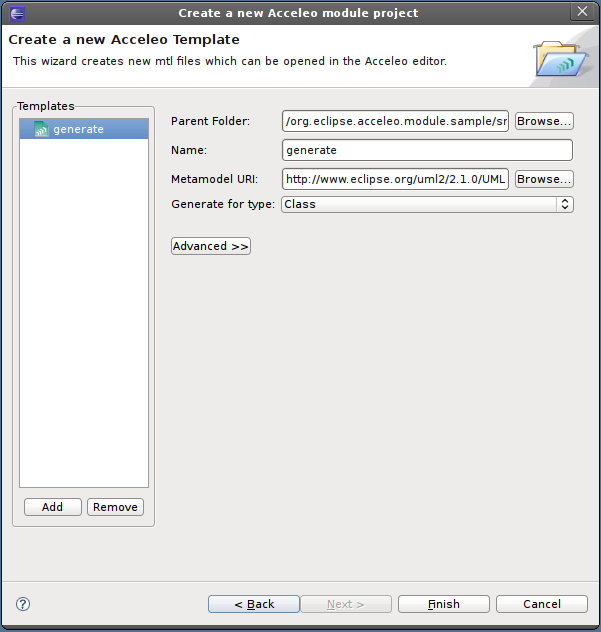 Create a new Acceleo module project
Create a new Acceleo Template
This wizard creates new mtl files which can be opened in the Acceleo editor.
Templates
generate
Parent Folder: /org.eclipse.acceleo.module.sample/sr Browse...
Name: generate
Metamodel URI: http://www.eclipse.org/uml2/2.1.0/UML Browse...
Generate for type: Class
Advanced >>
Add Remove
? < Back Next > Finish Cancel